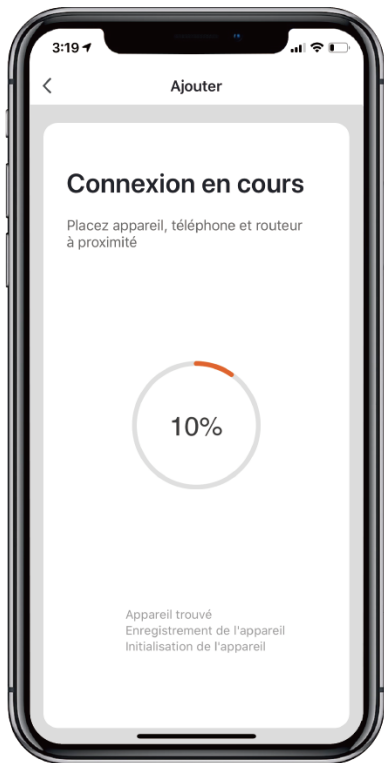 3:19
Ajouter
Connexion en cours
Placez appareil, téléphone et routeur
à proximité
10%
Appareil trouvé
Enregistrement de l'appareil
Initialisation de l'appareil